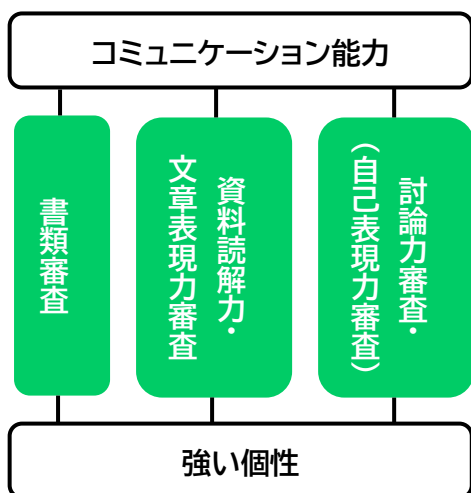 コミュニケーション能力
書類審査
資料読解力・
文章表現力審査
討論力審査・
（自己表現力審査）
強い個性